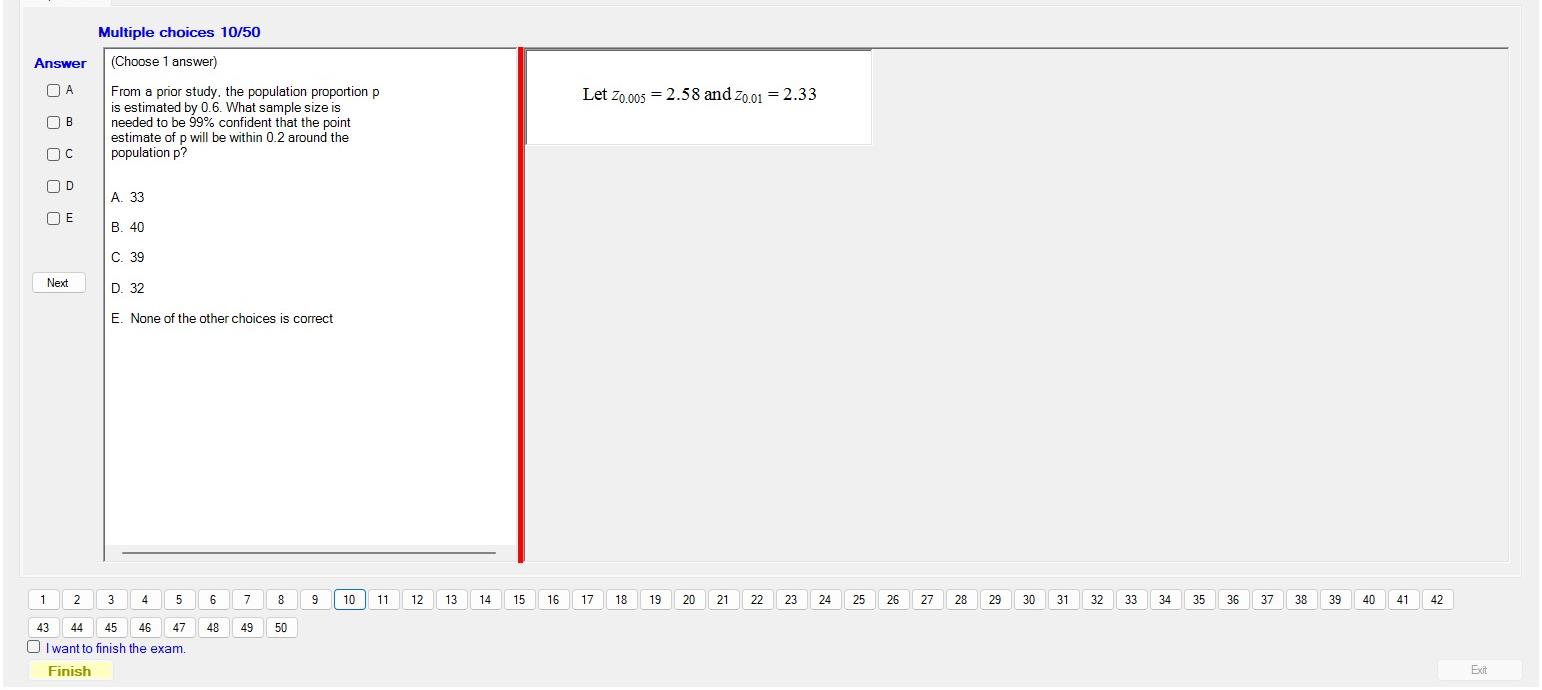 Multiple choices 10/50
Answer
A
B
C
D
E
Next
(Choose 1 answer)
From a prior study, the population proportion p
is estimated by 0.6. What sample size is
needed to be 99% confident that the point
estimate of p will be within 0.2 around the
population p?
A. 33
B. 40
C. 39
D. 32
E. None of the other choices is correct
Let z0.005 = 2.58 and z0.01 = 2.33
1 2 3 4 5 6 7 8 9 10 11 12 13 14 15 16 17 18 19 20 21 22 23 24 25 26 27 28 29 30 31 32 33 34 35 36 37 38 39 40 41 42
43 44 45 46 47 48 49 50
I want to finish the exam.
Finish
Exit